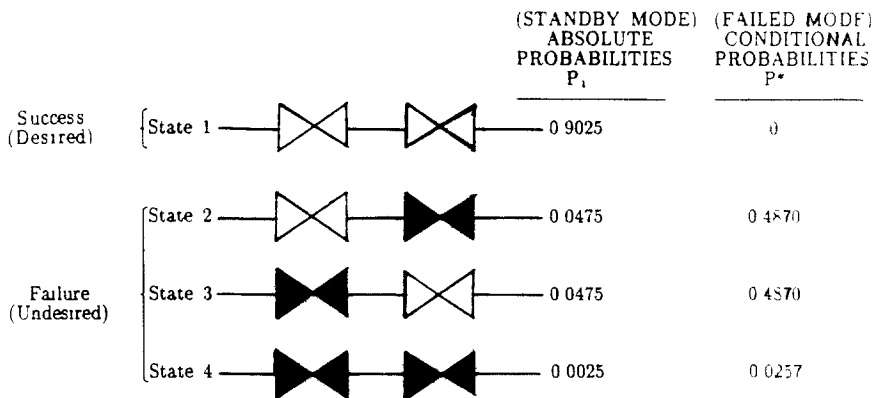 (STANDBY MODE) (FAILED MODE)
ABSOLUTE CONDITIONAL
PROBABILITIES PROBABILITIES
P₁ P*
Success
(Desired)
State 1 0 9025 0
State 2 0 0475 0 4870
Failure
(Undesired)
State 3 0 0475 0 4870
State 4 0 0025 0 0257